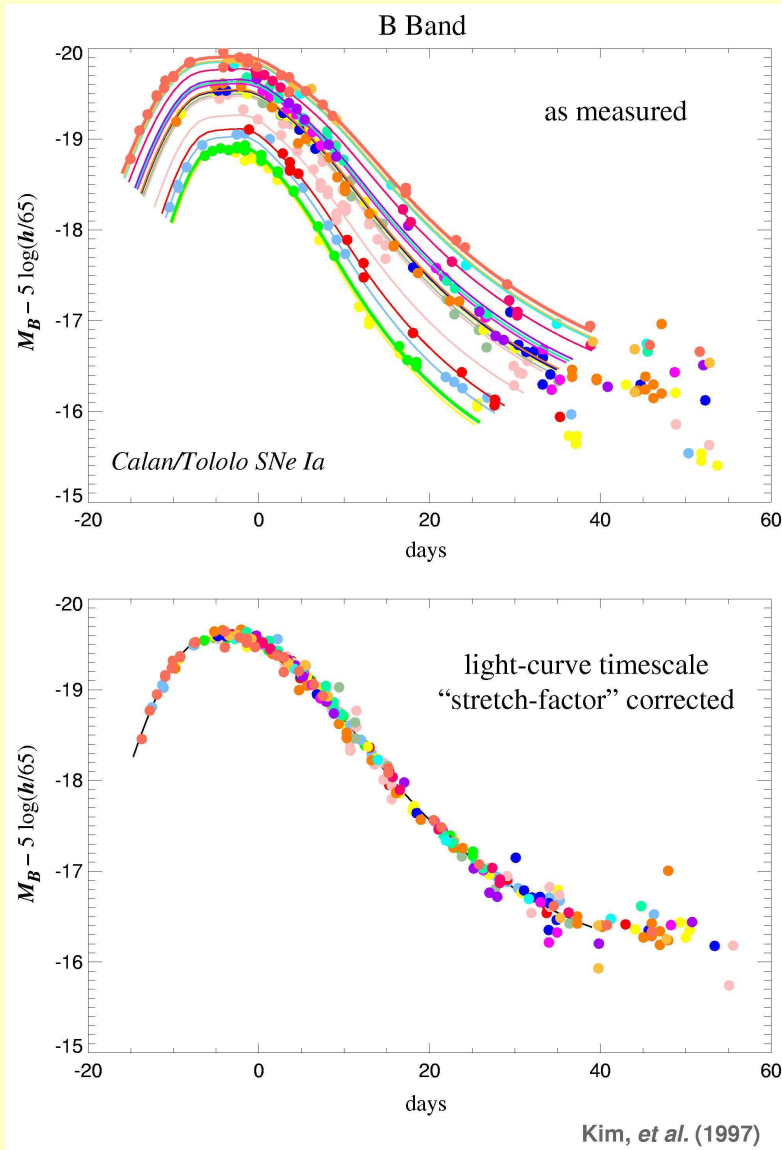 B Band
as measured
Calan/Tololo SNe Ia
M_B – 5 log(h/65)
-20
-19
-18
-17
-16
-15
-20
0
20
40
60
days
light-curve timescale
“stretch-factor” corrected
M_B – 5 log(h/65)
-20
-19
-18
-17
-16
-15
-20
0
20
40
60
days
Kim, et al. (1997)